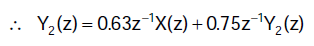 ∴ Y₂(z) = 0.63z⁻¹X(z) + 0.75z⁻¹Y₂(z)